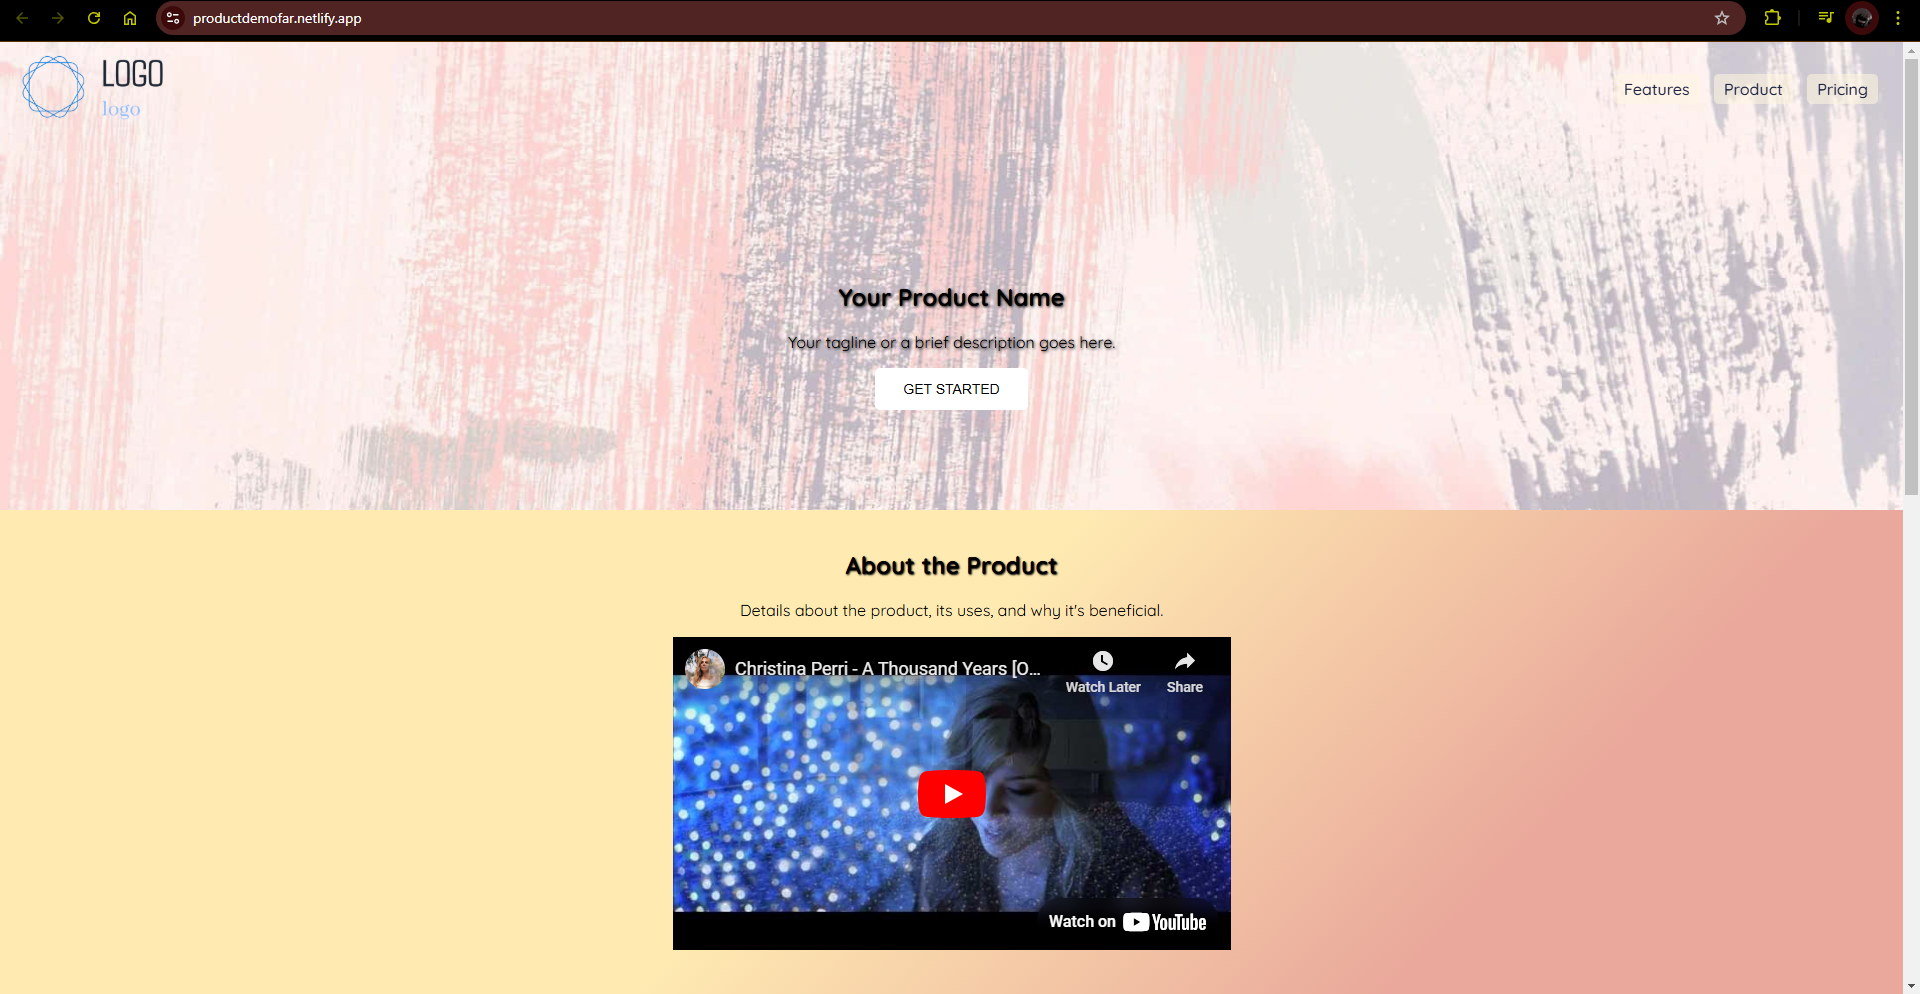 productdemofar.netlify.app
LOGO
logo
Features Product Pricing
Your Product Name
Your tagline or a brief description goes here.
GET STARTED
About the Product
Details about the product, its uses, and why it's beneficial.
Christina Perri - A Thousand Years [O...
Watch Later Share
Watch on YouTube